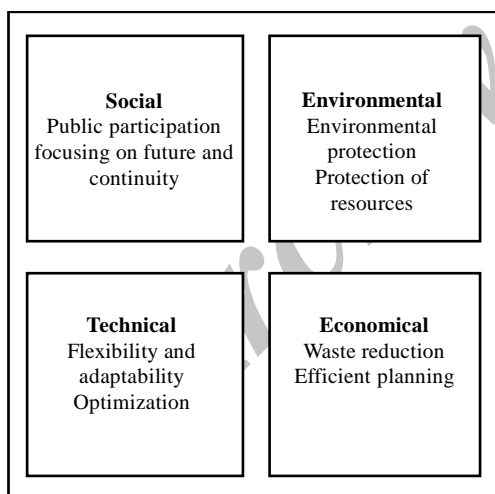 Social
Public participation
focusing on future and
continuity
Environmental
Environmental
protection
Protection of
resources
Technical
Flexibility and
adaptability
Optimization
Economical
Waste reduction
Efficient planning